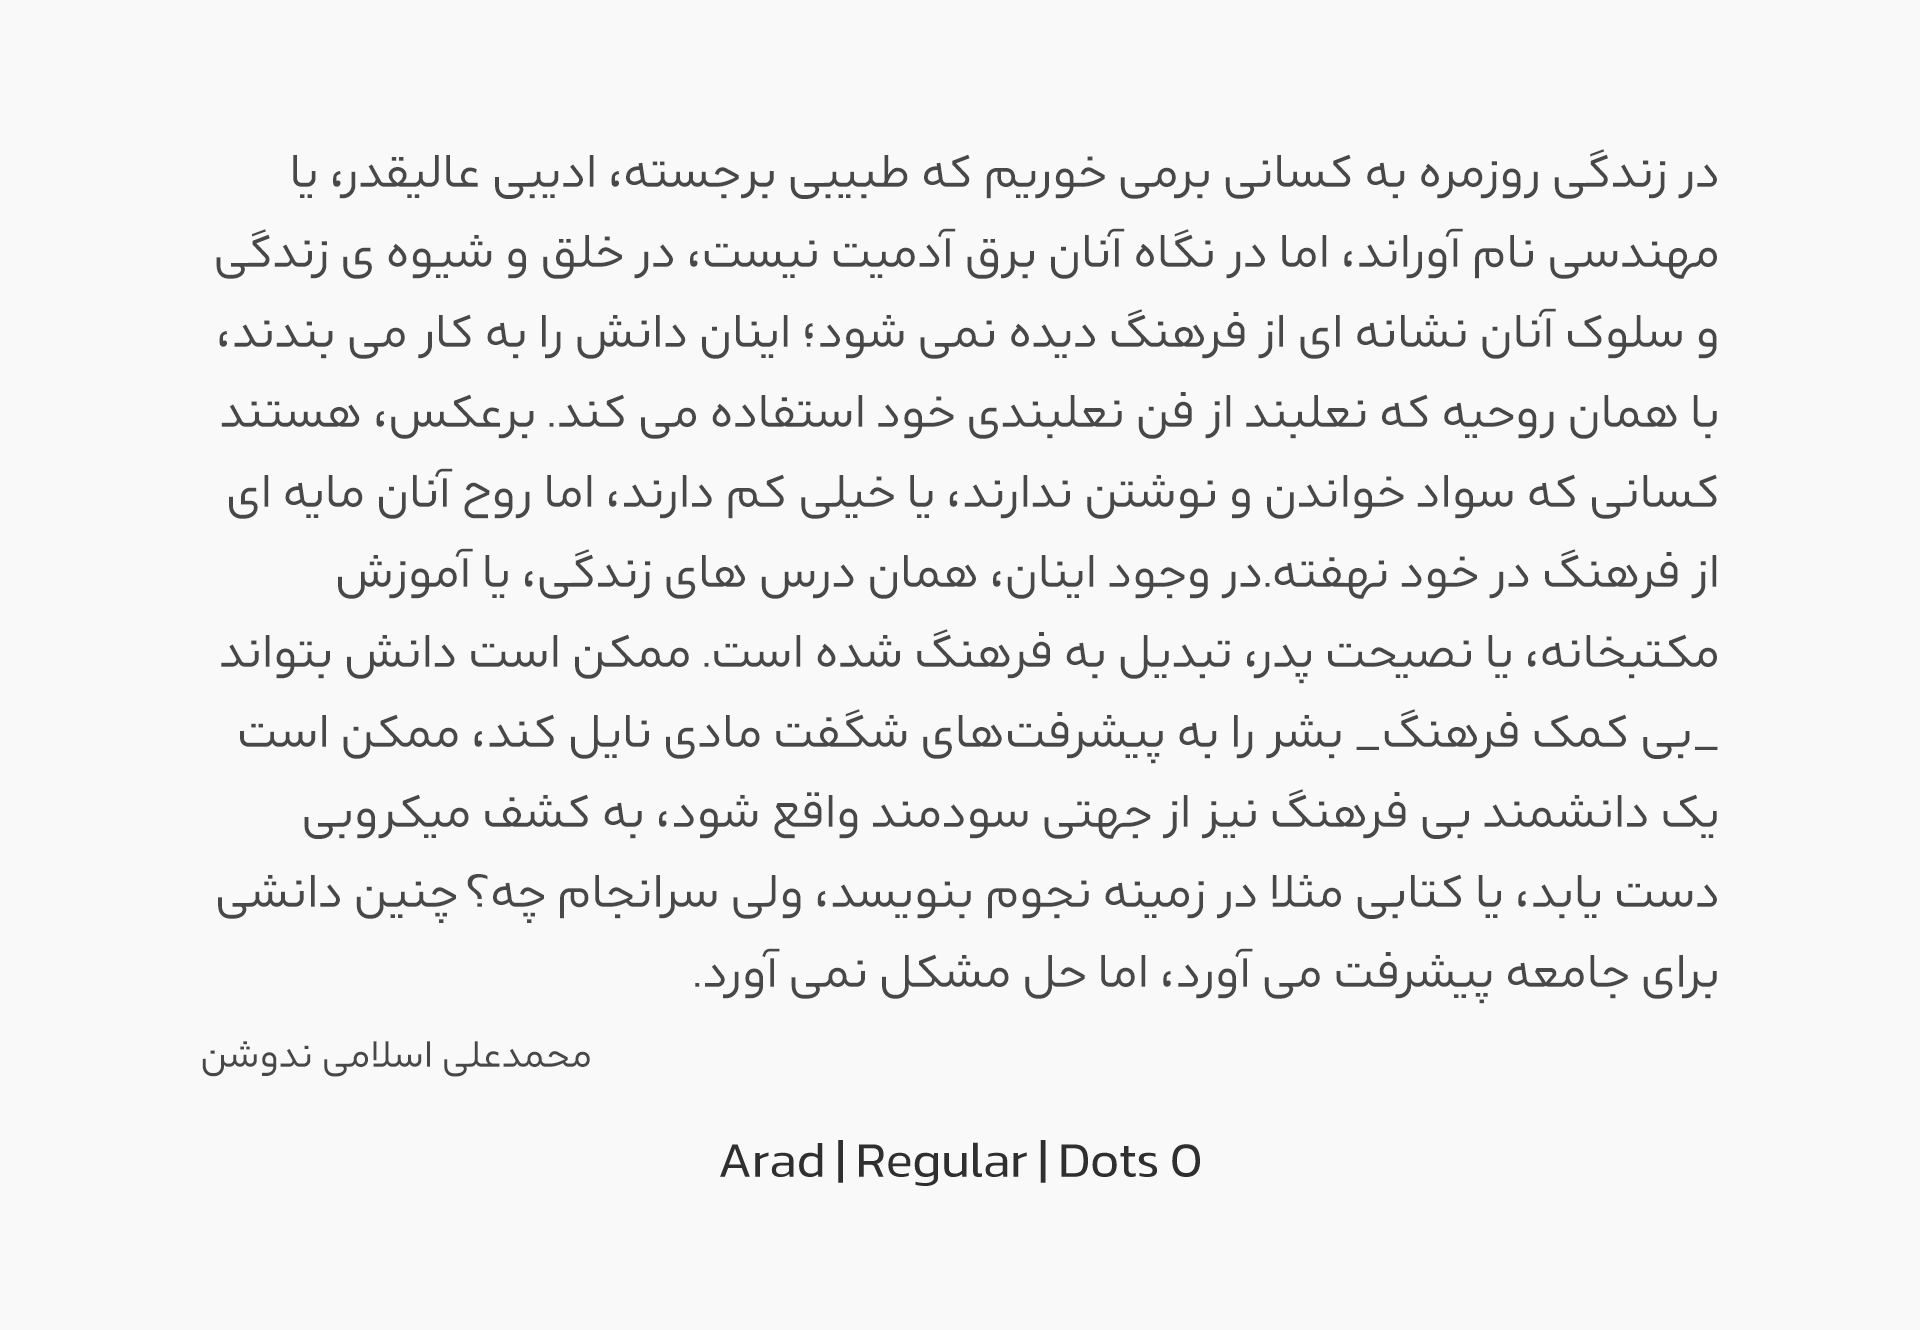 در زندگی روزمره به کسانی برمی خوریم که طبیبی برجسته، ادیبی عالیقدر، یا
مهندسی نام آوراند، اما در نگاه آنان برق آدمیت نیست، در خلق و شیوه ی زندگی
و سلوک آنان نشانه ای از فرهنگ دیده نمی شود؛ اینان دانش را به کار می بندند،
با همان روحیه که نعلبند از فن نعلبندی خود استفاده می کند. برعکس، هستند
کسانی که سواد خواندن و نوشتن ندارند، یا خیلی کم دارند، اما روح آنان مایه ای
از فرهنگ در خود نهفته.در وجود اینان، همان درس های زندگی، یا آموزش
مکتبخانه، یا نصیحت پدر، تبدیل به فرهنگ شده است. ممکن است دانش بتواند
_بی کمک فرهنگ_ بشر را به پیشرفت‌های شگفت مادی نایل کند، ممکن است
یک دانشمند بی فرهنگ نیز از جهتی سودمند واقع شود، به کشف میکروبی
دست یابد، یا کتابی مثلا در زمینه نجوم بنویسد، ولی سرانجام چه؟ چنین دانشی
برای جامعه پیشرفت می آورد، اما حل مشکل نمی آورد.
محمدعلی اسلامی ندوشن
Arad | Regular | Dots 0